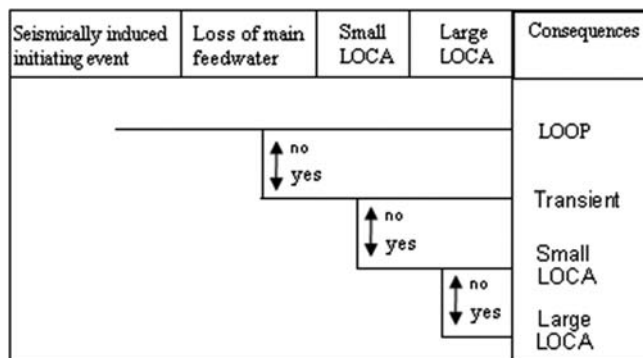 Seismically induced
initiating event
Loss of main
feedwater
Small
LOCA
Large
LOCA
Consequences
LOOP
no
yes
Transient
no
yes
Small
LOCA
no
yes
Large
LOCA